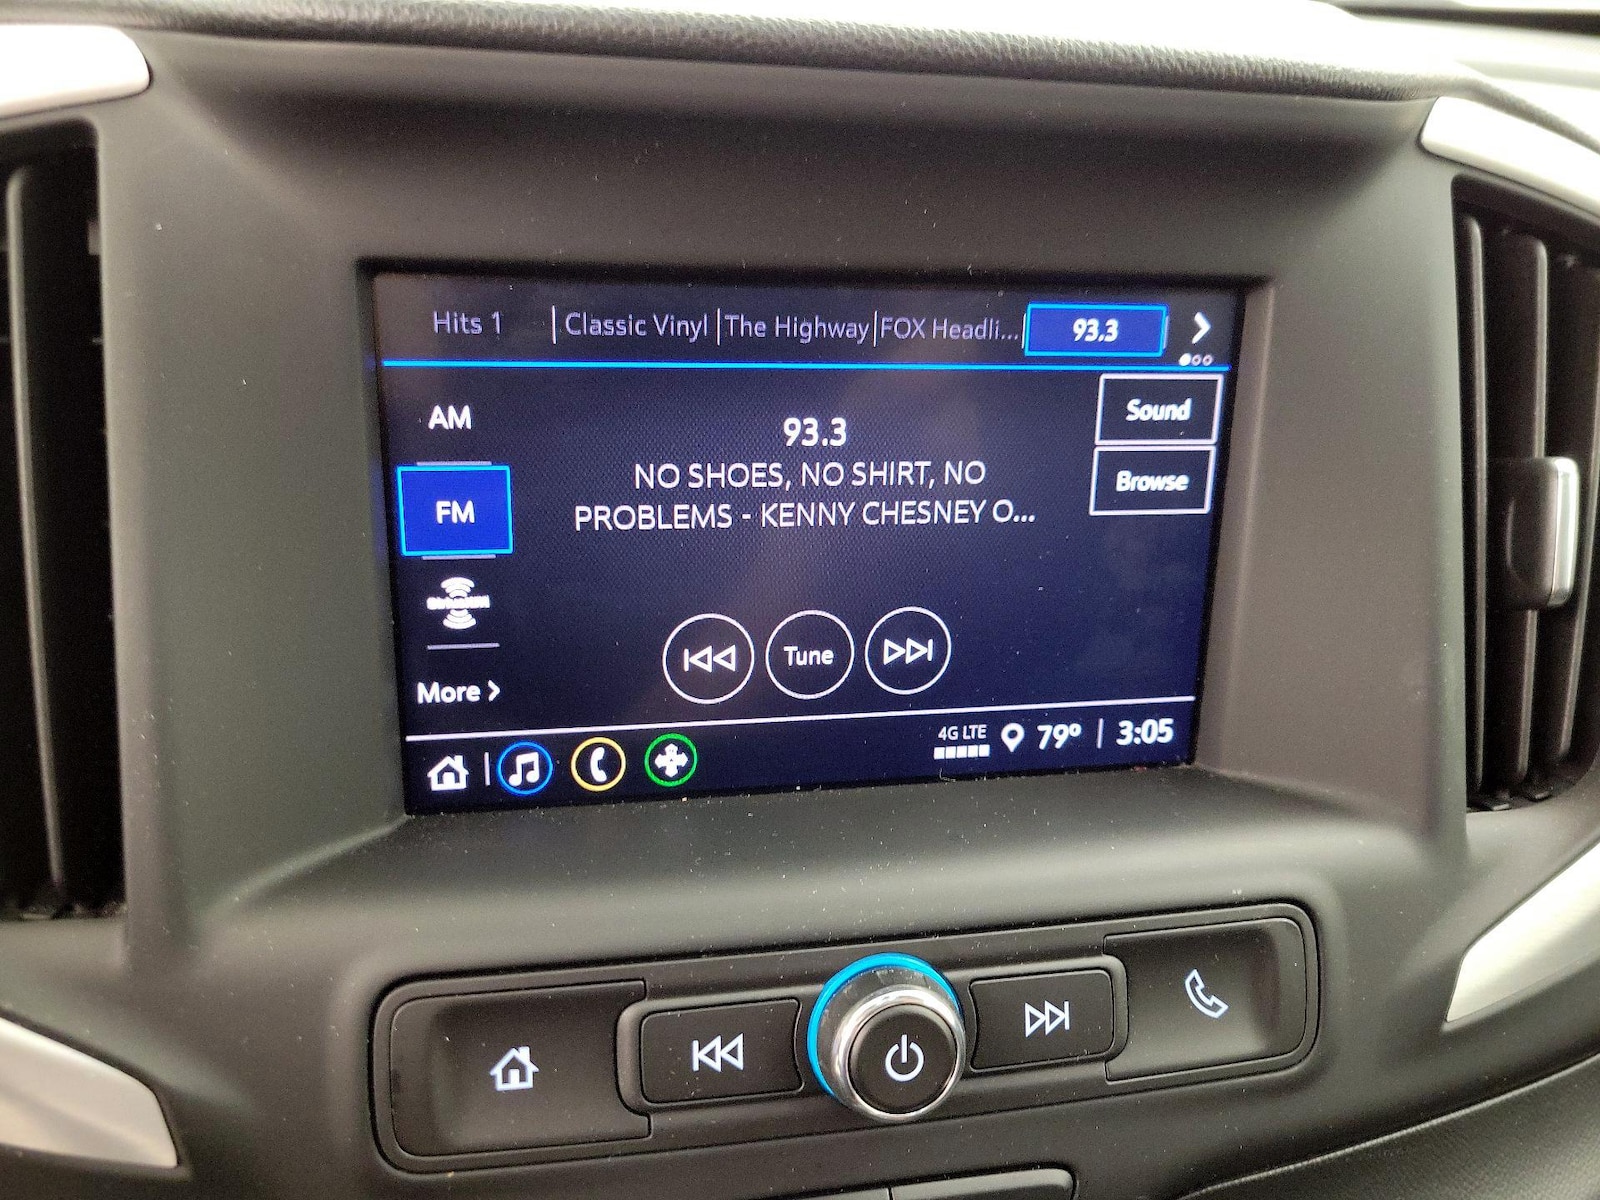 Hits 1 Classic Vinyl The Highway FOX Headli... 93.3
Sound
AM
93.3
NO SHOES, NO SHIRT, NO
Browse
FM
PROBLEMS - KENNY CHESNEY O...
Tune
More
4G LTE 79° 3:05